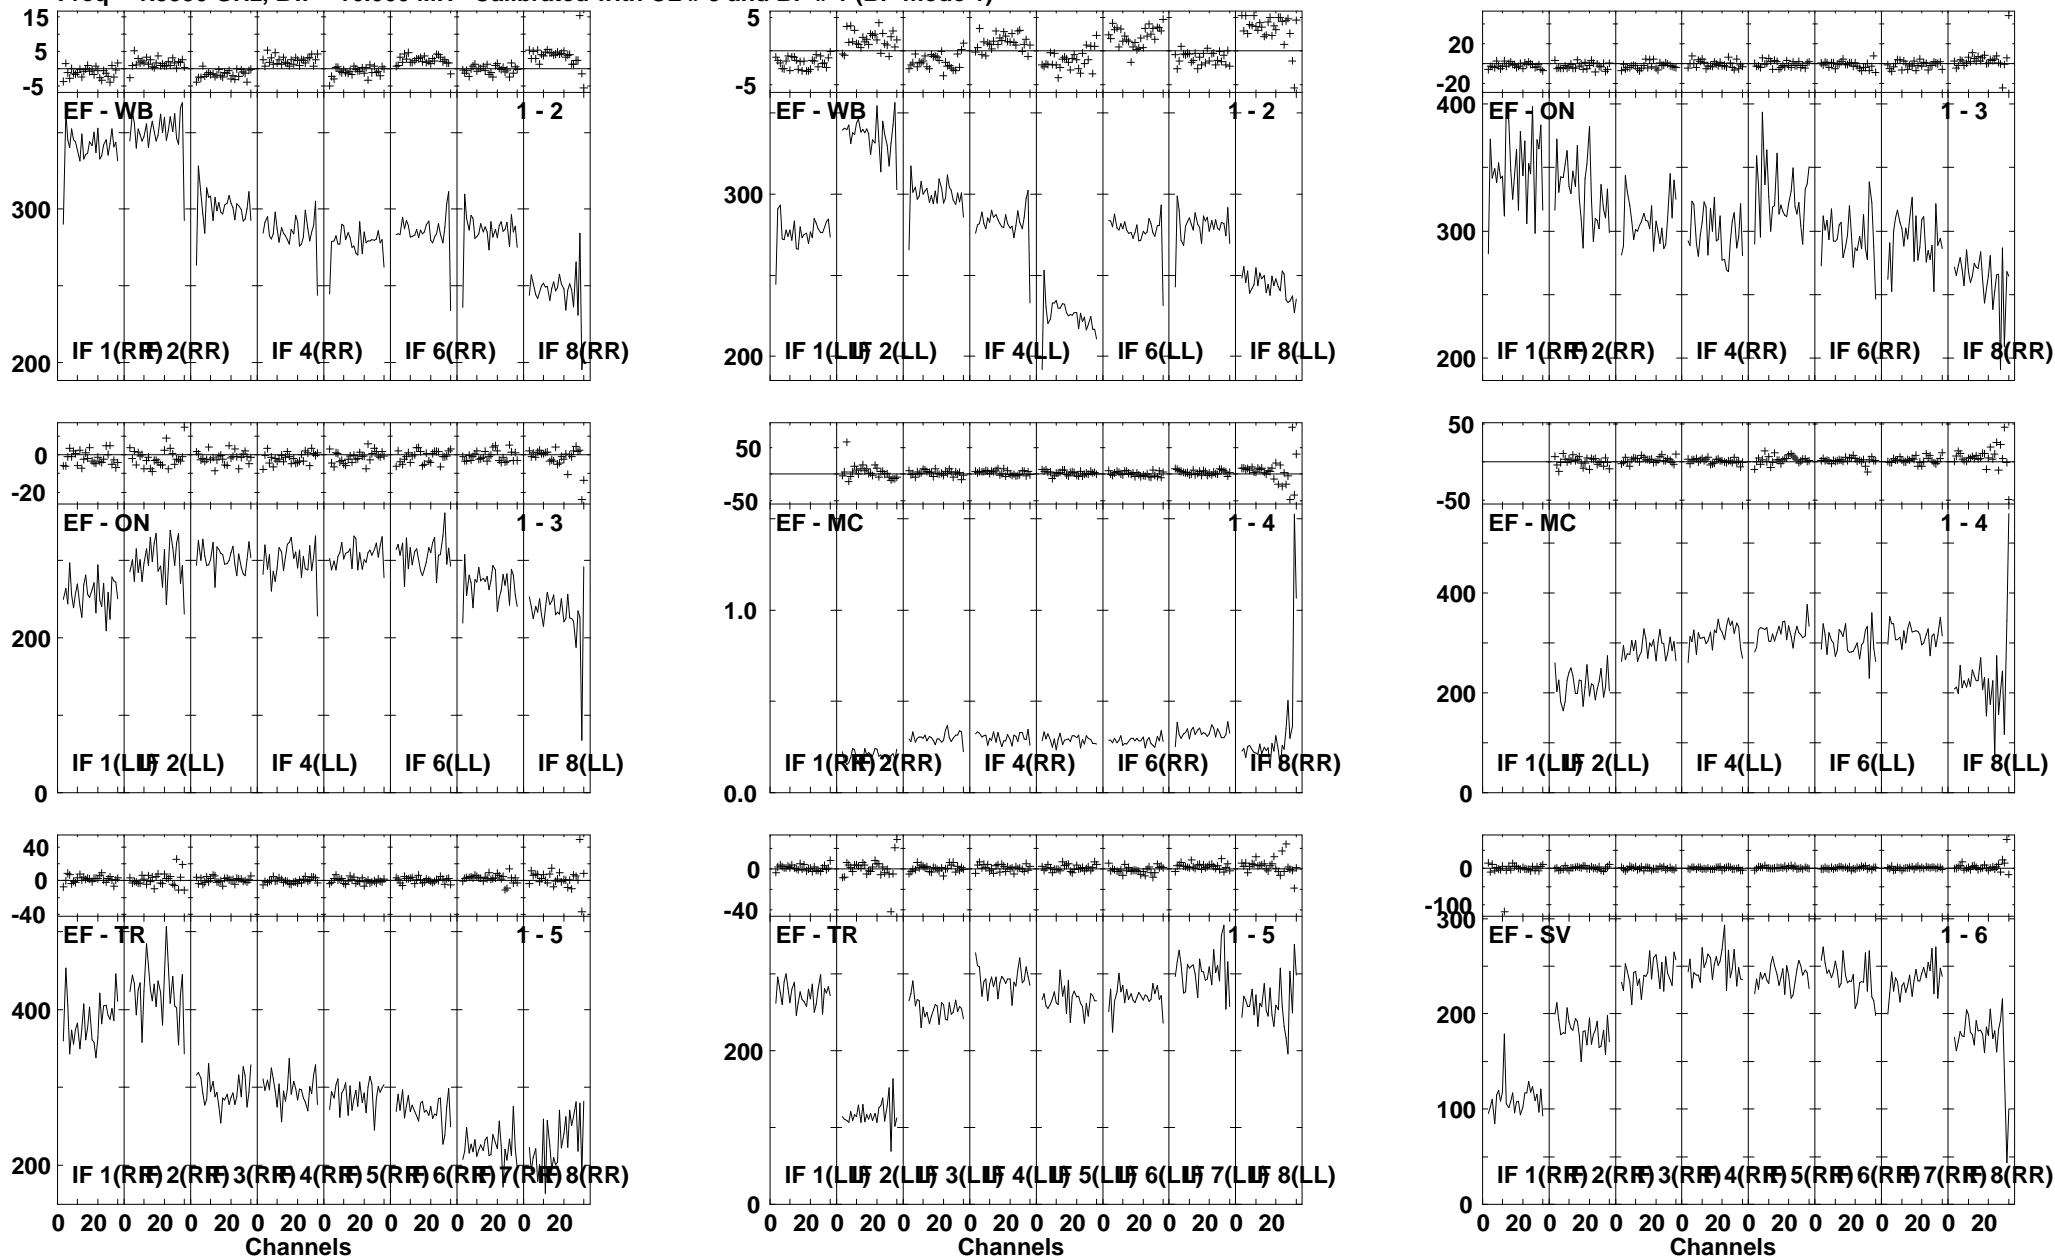 15
5
-5
EF - WB 1 - 2
300
200
IF 1(RR) IF 2(RR) IF 4(RR) IF 6(RR) IF 8(RR)
5
-5
EF - WB 1 - 2
300
200
IF 1(LL) IF 2(LL) IF 4(LL) IF 6(LL) IF 8(LL)
20
-20
400
EF - ON 1 - 3
300
200
IF 1(RR) IF 2(RR) IF 4(RR) IF 6(RR) IF 8(RR)
0
-20
EF - ON 1 - 3
200
IF 1(LL) IF 2(LL) IF 4(LL) IF 6(LL) IF 8(LL)
0
50
-50
EF - MC 1 - 4
1.0
IF 1(RR) IF 2(RR) IF 4(RR) IF 6(RR) IF 8(RR)
0.0
50
-50
EF - MC 1 - 4
400
200
IF 1(LL) IF 2(LL) IF 4(LL) IF 6(LL) IF 8(LL)
0
40
0
-40
EF - TR 1 - 5
400
200
IF 1(RR) IF 2(RR) IF 3(RR) IF 4(RR) IF 5(RR) IF 6(RR) IF 7(RR) IF 8(RR)
0 20 0 20 0 20 0 20 0 20 0 20 0 20 0 20
Channels
0
-40
EF - TR 1 - 5
200
IF 1(LL) IF 2(LL) IF 3(LL) IF 4(LL) IF 5(LL) IF 6(LL) IF 7(LL) IF 8(LL)
0
0 20 0 20 0 20 0 20 0 20 0 20 0 20 0 20
Channels
0
-100
300
EF - SV 1 - 6
200
100
IF 1(RR) IF 2(RR) IF 3(RR) IF 4(RR) IF 5(RR) IF 6(RR) IF 7(RR) IF 8(RR)
0
0 20 0 20 0 20 0 20 0 20 0 20 0 20 0 20
Channels